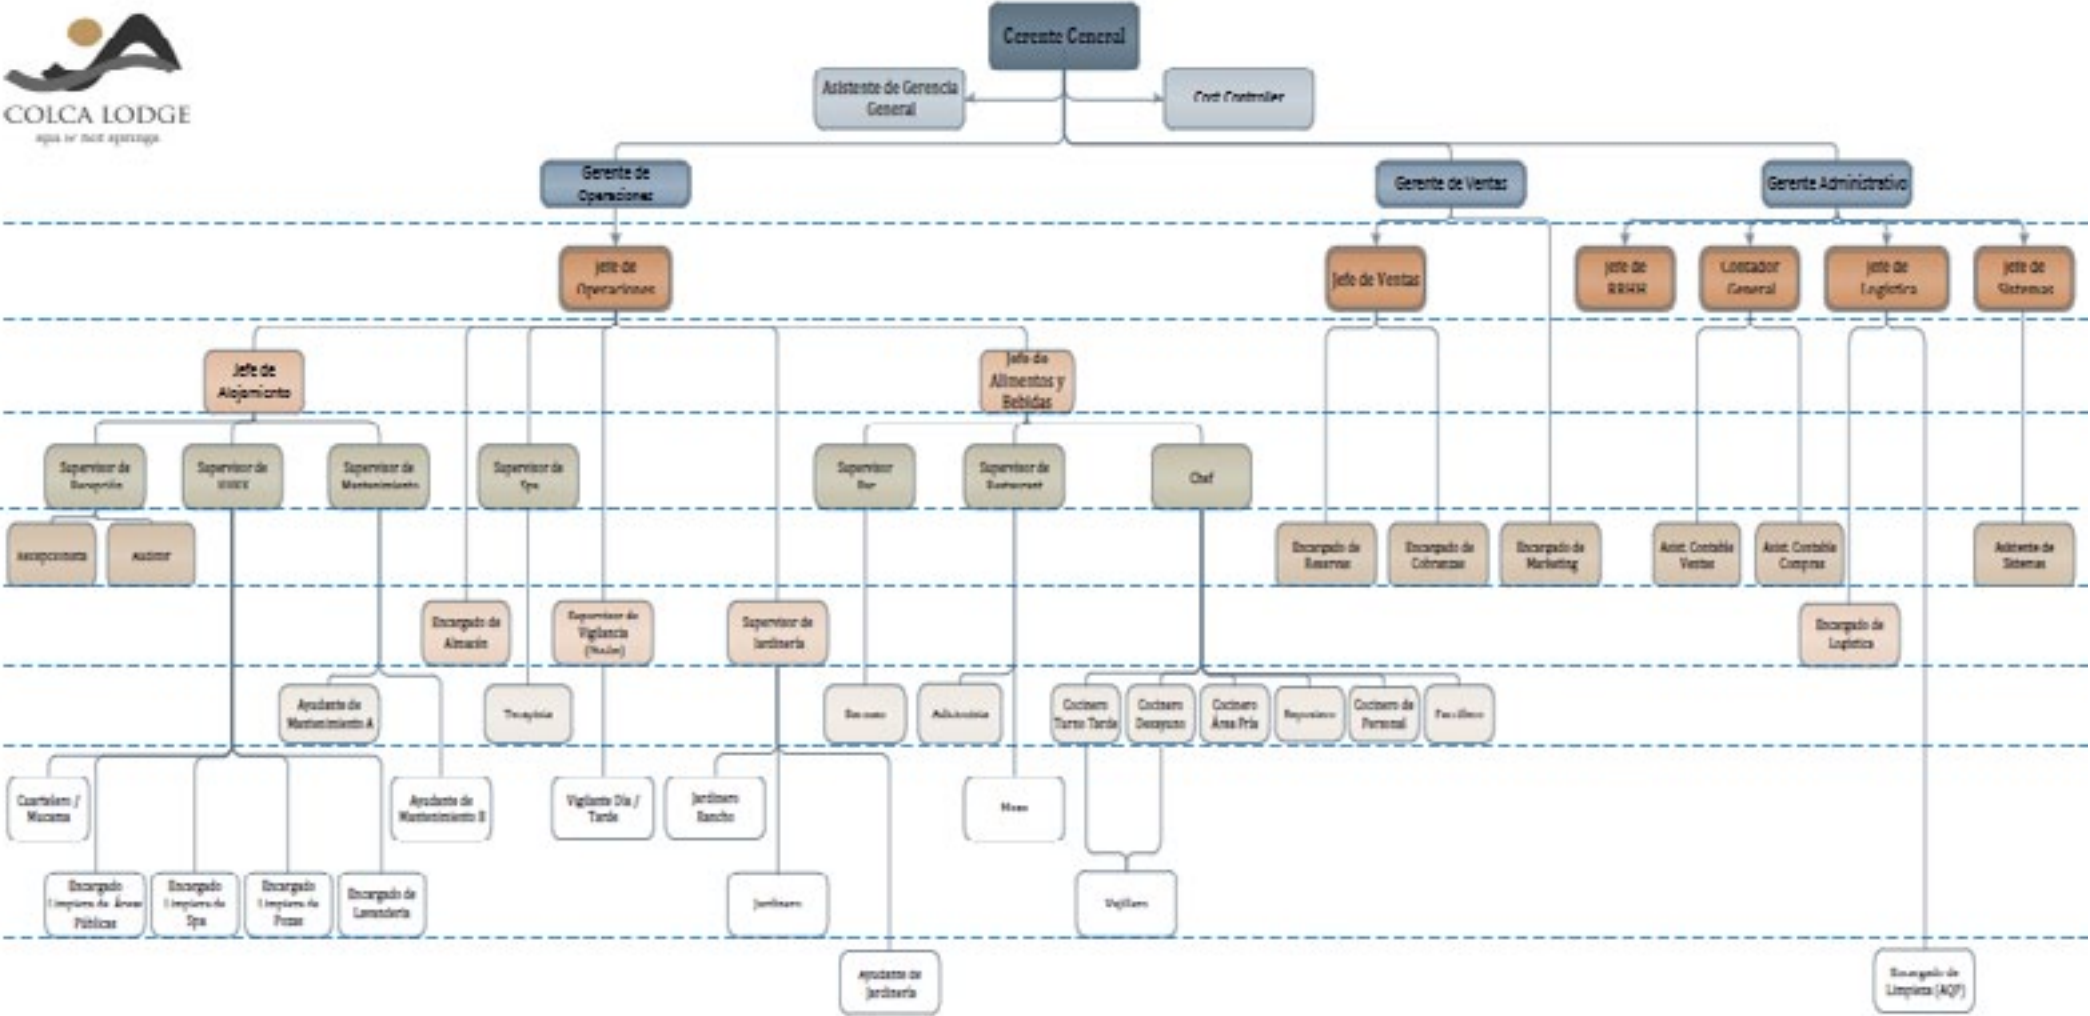 Gerente General
COLCA LODGE
spa & hot springs
Asistente de Gerencia
General
Cost Controller
Gerente de
Operaciones
Gerente de Ventas
Gerente Administrativo
Jefe de
Operaciones
Jefe de Ventas
Jefe de
RRHH
Contador
General
Jefe de
Logística
Jefe de
Sistemas
Jefe de
Alojamiento
Jefe de
Alimentos y
Bebidas
Supervisor de
Recepción
Supervisor de
Supervisor de
Mantenimiento
Supervisor de
Spa
Supervisor
Bar
Supervisor de
Restaurant
Chef
Recepcionista
Auditor
Encargado de
Reservas
Encargado de
Cobranzas
Encargado de
Marketing
Asist. Contable
Ventas
Asist. Contable
Compras
Asistente de
Sistemas
Encargado de
Almacén
Supervisor de
Vigilancia
Supervisor de
Jardinería
Encargado de
Logística
Ayudante de
Mantenimiento A
Terapista
Cocinero
Turno Tarde
Cocinero
Desayuno
Cocinero
Área Fría
Repostero
Cocinero de
Personal
Cuartelero /
Mucama
Ayudante de
Mantenimiento B
Vigilante Día /
Tarde
Jardinero
Rancho
Mozo
Encargado
Limpieza de Áreas
Públicas
Encargado
Limpieza de
Spa
Encargado
Limpieza de
Pozas
Encargado de
Lavandería
Jardinero
Vajillero
Ayudante de
Jardinería
Encargado de
Limpieza (AQP)